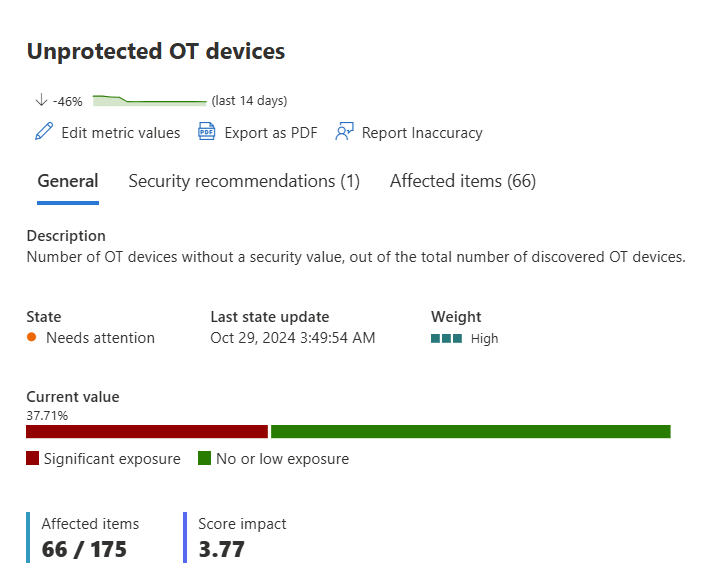 Unprotected OT devices
-46% (last 14 days)
Edit metric values PDF Export as PDF Report Inaccuracy
General Security recommendations (1) Affected items (66)
Description
Number of OT devices without a security value, out of the total number of discovered OT devices.
State Last state update Weight
Needs attention Oct 29, 2024 3:49:54 AM High
Current value
37.71%
Significant exposure No or low exposure
Affected items Score impact
66 / 175 3.77